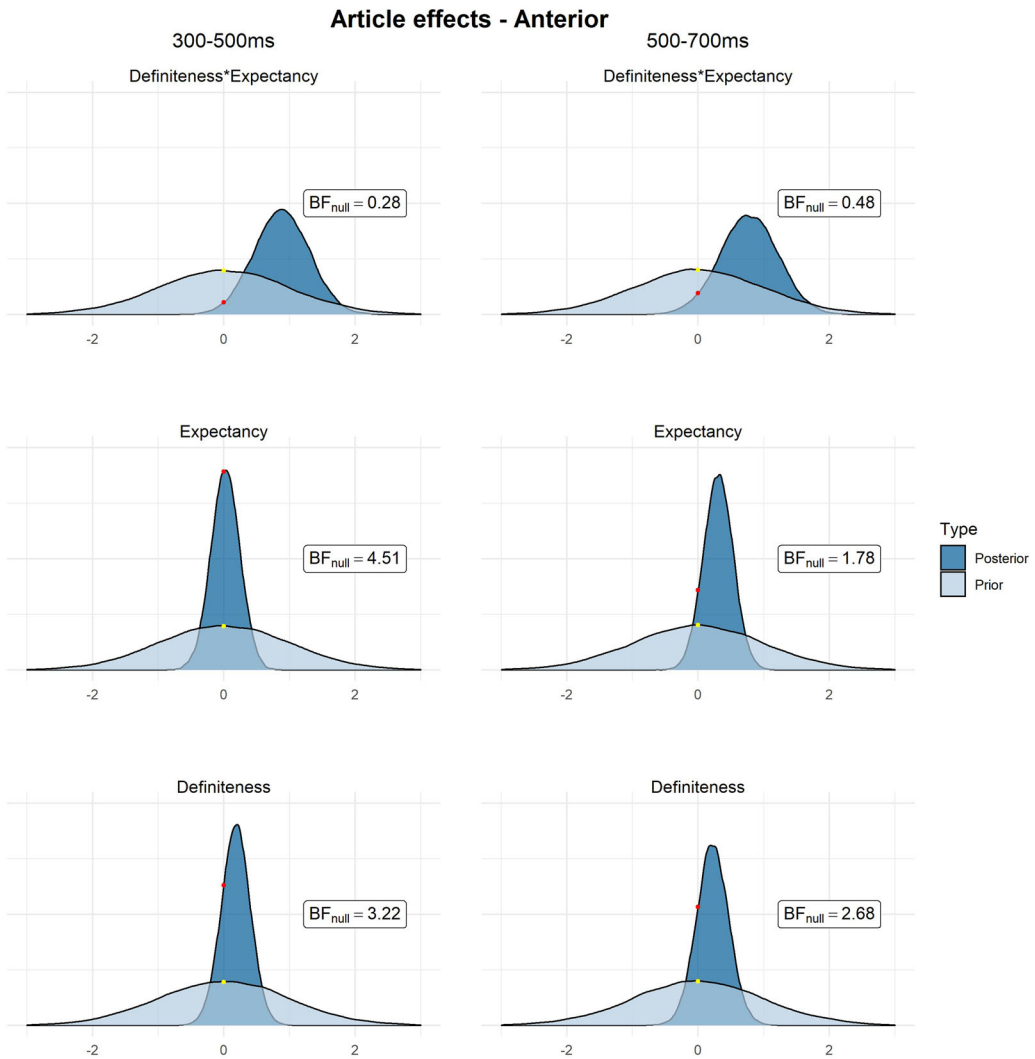 Article effects - Anterior
300-500ms 500-700ms
Definiteness*Expectancy Definiteness*Expectancy
BFnull = 0.28 BFnull = 0.48
-2 0 2 -2 0 2
Expectancy Expectancy
BFnull = 4.51 BFnull = 1.78
Type
Posterior
Prior
-2 0 2 -2 0 2
Definiteness Definiteness
BFnull = 3.22 BFnull = 2.68
-2 0 2 -2 0 2